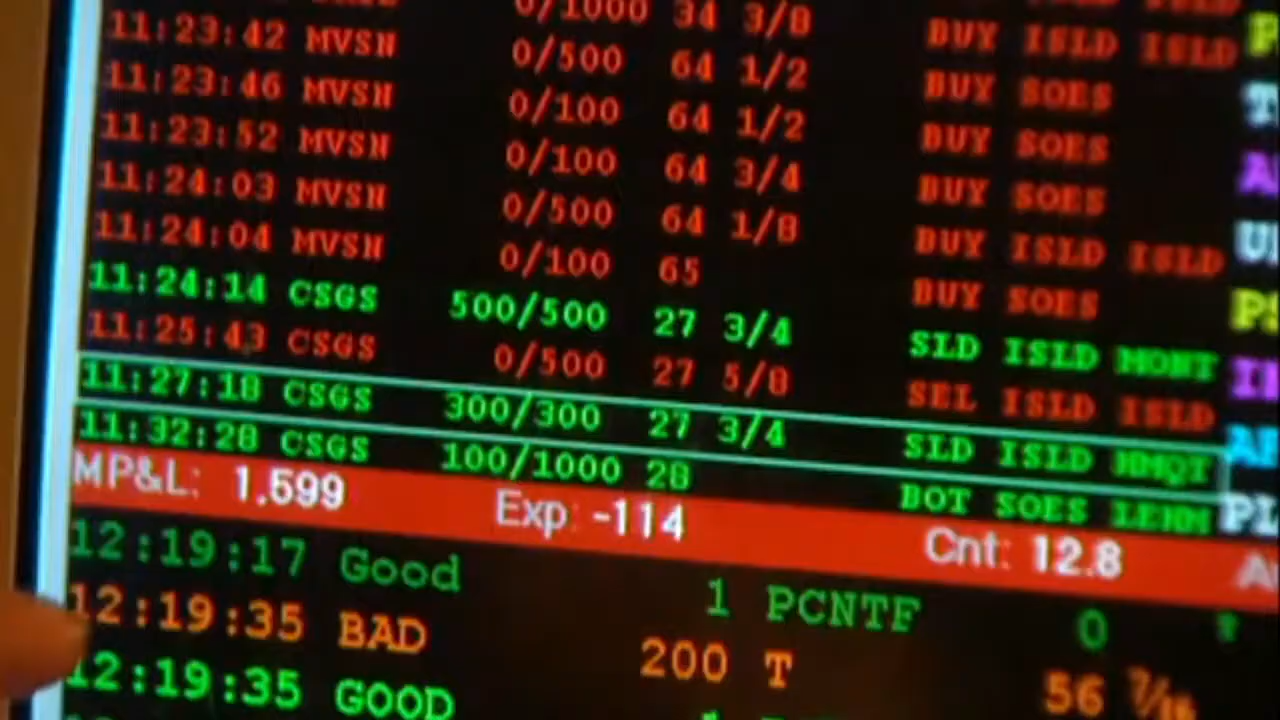 0/1000 34 3/8
11:23:42 MVSN 0/500 64 1/2 BUY ISLD ISLD
11:23:46 MVSN 0/100 64 1/2 BUY SOES
11:23:52 MVSN 0/100 64 3/4 BUY SOES
11:24:03 MVSN 0/500 64 1/8 BUY SOES
11:24:04 MVSN 0/100 65 BUY ISLD ISLD
11:24:14 CSGS 500/500 27 3/4 BUY SOES
11:25:43 CSGS 0/500 27 5/8 SLD ISLD MONT
11:27:18 CSGS 300/300 27 3/4 SEL ISLD ISLD
11:32:28 CSGS 100/1000 28 SLD ISLD HMQT
BOT SOES LEHM
MP&L: 1,599 Exp: -114 Cnt: 12.8
12:19:17 Good 1 PCNTF 0
12:19:35 BAD 200 T 56 7/16
12:19:35 GOOD